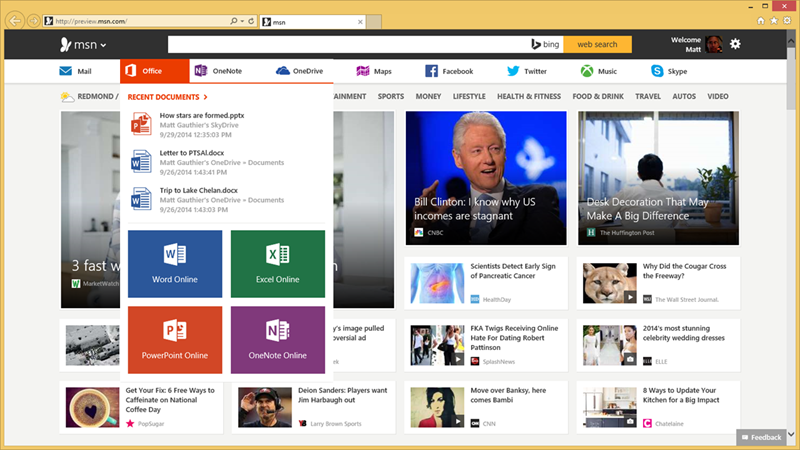 http://preview.msn.com/
msn
msn
bing
web search
Welcome
Matt
Mail
Office
OneNote
OneDrive
Maps
Facebook
Twitter
Music
Skype
REDMOND /
AINMENT
SPORTS
MONEY
LIFESTYLE
HEALTH & FITNESS
FOOD & DRINK
TRAVEL
AUTOS
VIDEO
RECENT DOCUMENTS >
How stars are formed.pptx
Matt Gauthier's SkyDrive
9/29/2014 12:35:03 PM
Letter to PTSAl.docx
Matt Gauthier's OneDrive » Documents
9/26/2014 1:43:41 PM
Trip to Lake Chelan.docx
Matt Gauthier's OneDrive » Documents
9/26/2014 1:43:03 PM
Word Online
Excel Online
PowerPoint Online
OneNote Online
3 fast w
MarketWatch
Bill Clinton: I know why US
incomes are stagnant
CNBC
Desk Decoration That May
Make A Big Difference
The Huffington Post
Scientists Detect Early Sign
of Pancreatic Cancer
HealthDay
Why Did the Cougar Cross
the Freeway?
The Wall Street Journal.
y's image pulled
oversial ad
FKA Twigs Receiving Online
Hate For Dating Robert
Pattinson
SplashNews
2014's most stunning
celebrity wedding dresses
ELLE
Get Your Fix: 6 Free Ways to
Caffeinate on National
Coffee Day
PopSugar
Deion Sanders: Players want
Jim Harbaugh out
Larry Brown Sports
Move over Banksy, here
comes Bambi
CNN
8 Ways to Update Your
Kitchen for a Big Impact
Chatelaine
Feedback